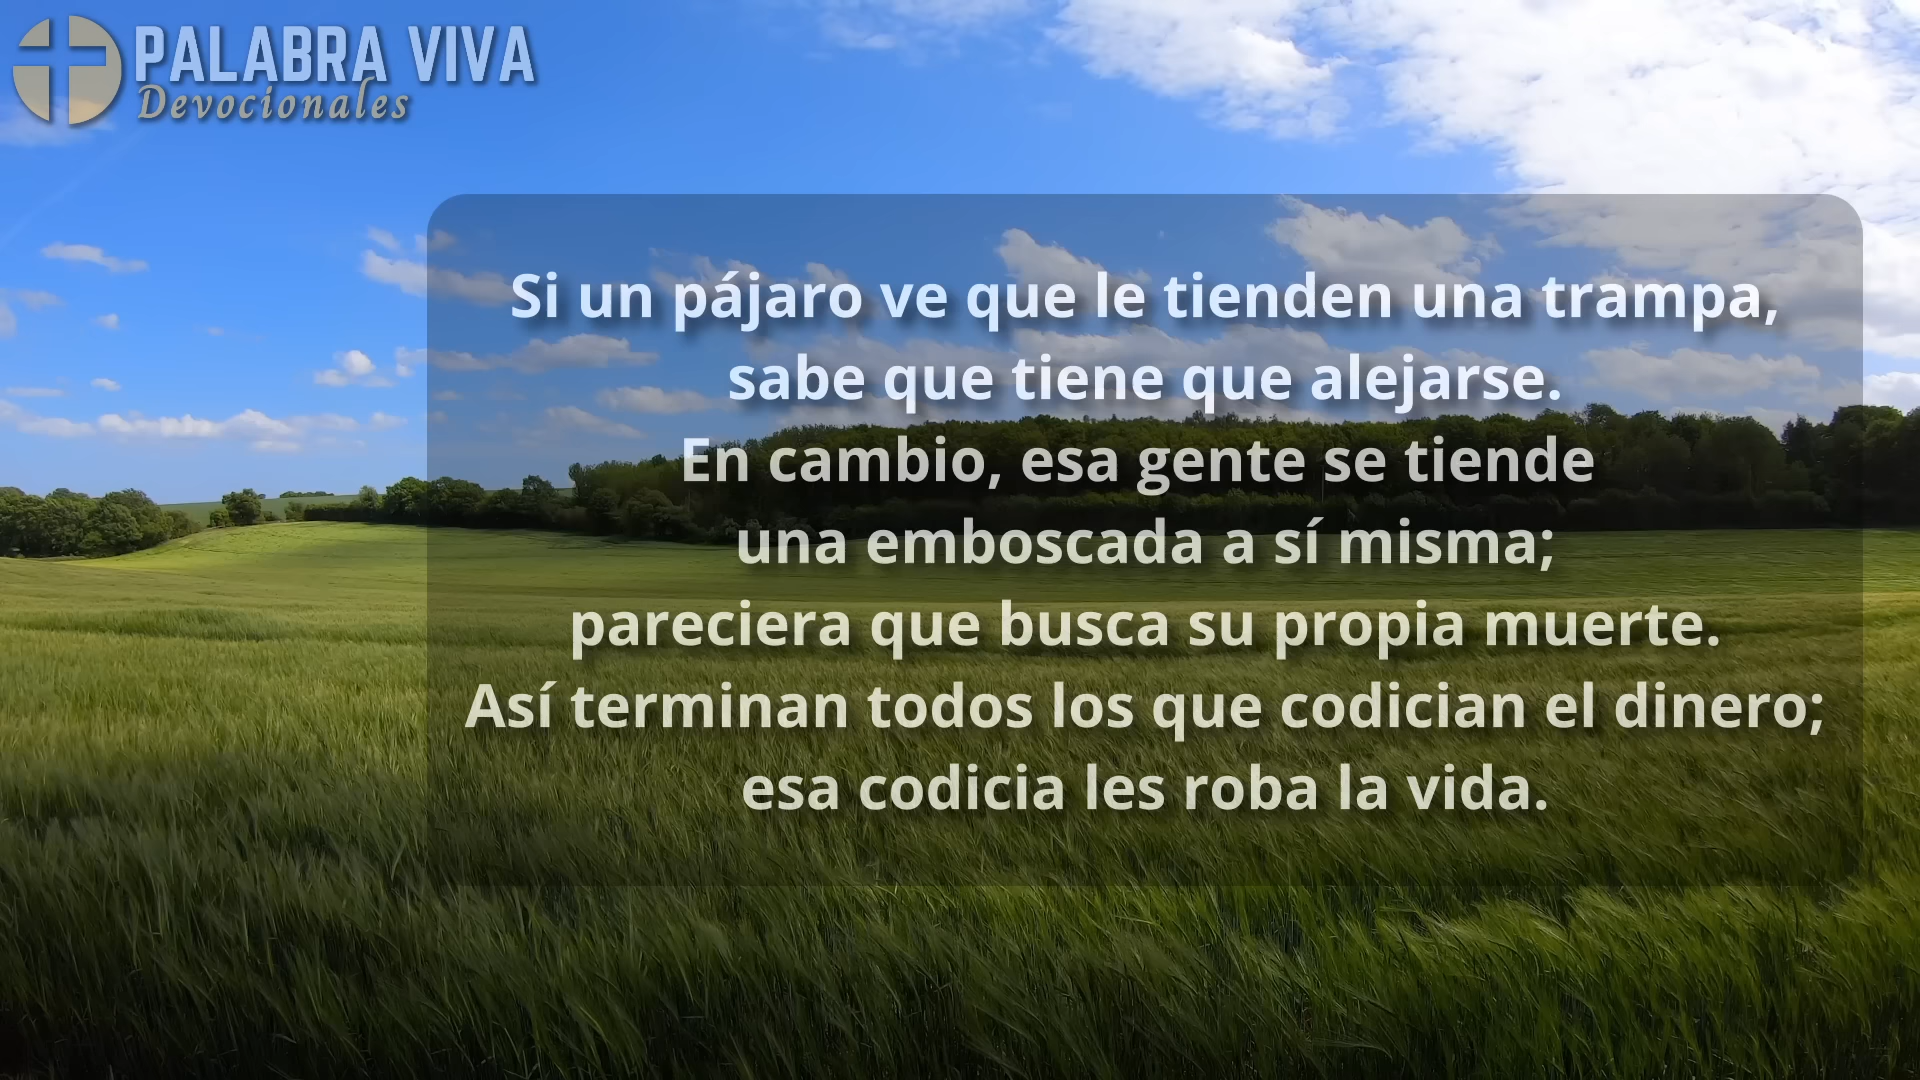 PALABRA VIVA
Devocionales
Si un pájaro ve que le tienden una trampa,
sabe que tiene que alejarse.
En cambio, esa gente se tiende
una emboscada a sí misma;
pareciera que busca su propia muerte.
Así terminan todos los que codician el dinero;
esa codicia les roba la vida.